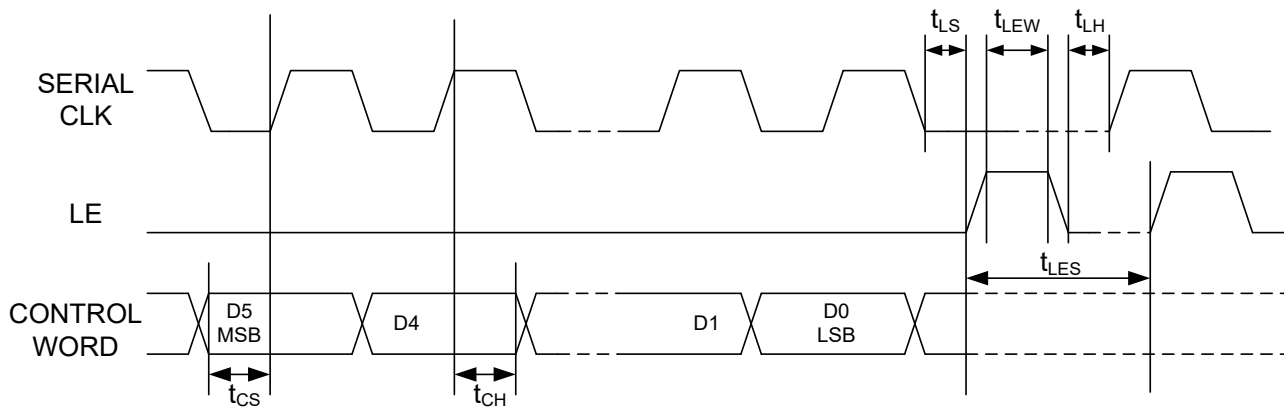 tLS tLEW tLH
SERIAL
CLK
LE
tLES
CONTROL
WORD
D5
MSB
D4
D1
D0
LSB
tCS tCH